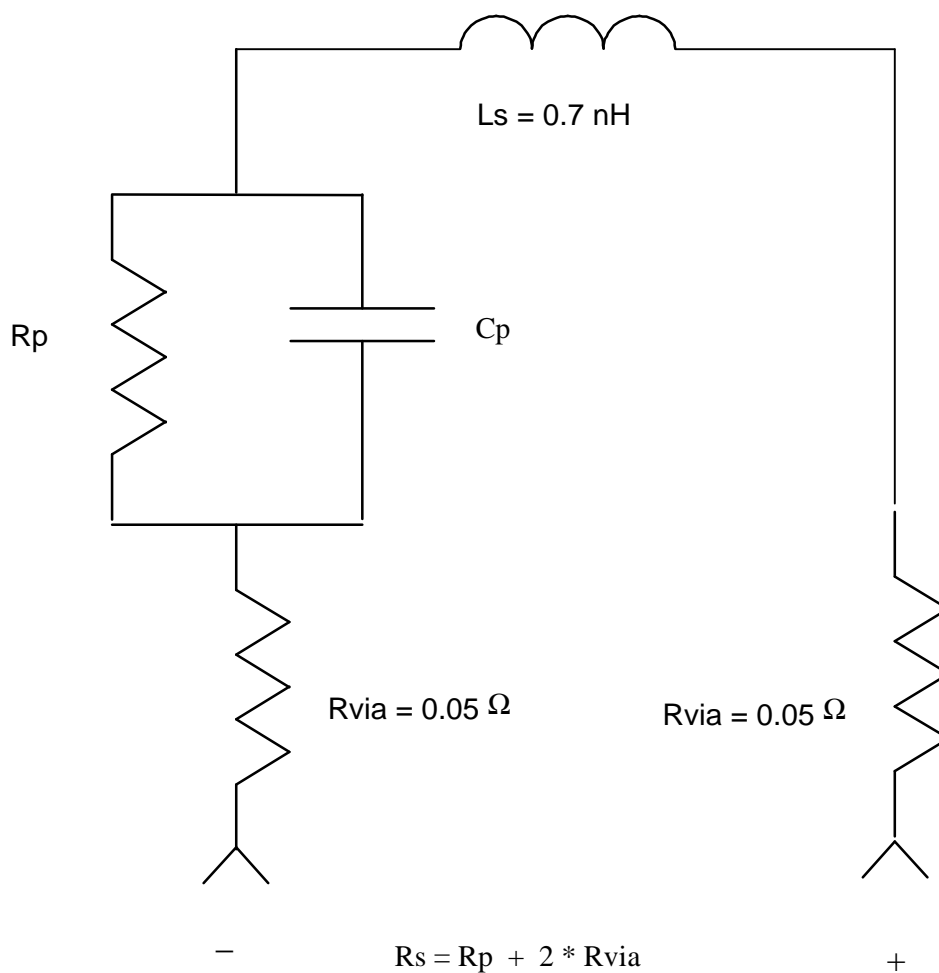 Ls = 0.7 nH
Rp
Cp
Rvia = 0.05 Ω
Rvia = 0.05 Ω
− Rs = Rp + 2 * Rvia +